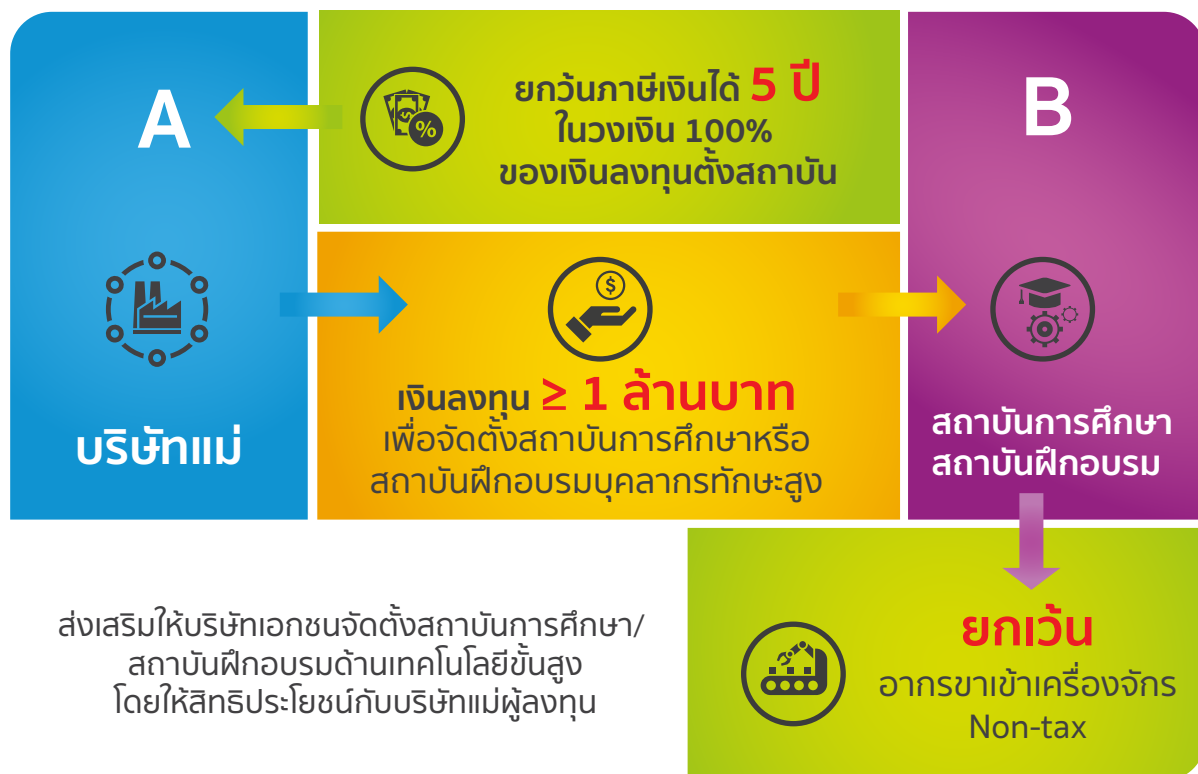 A
ยกว้นภาษีเงินได้ 5 ปี
ในวงเงิน 100%
ของเงินลงทุนตั้งสถาบัน
B
%
$
บริษัทแม่
เงินลงทุน ≥ 1 ล้านบาท
เพื่อจัดตั้งสถาบันการศึกษาหรือ
สถาบันฝึกอบรมบุคลากรทักษะสูง
สถาบันการศึกษา
สถาบันฝึกอบรม
ส่งเสริมให้บริษัทเอกชนจัดตั้งสถาบันการศึกษา/
สถาบันฝึกอบรมด้านเทคโนโลยีขั้นสูง
โดยให้สิทธิประโยชน์กับบริษัทแม่ผู้ลงทุน
ยกเว้น
อากรขาเข้าเครื่องจักร
Non-tax